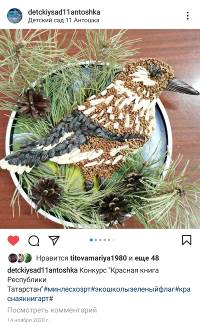 detckiysad11antoshka
Детский сад 11 Антошка
Нравится titovamariya1980 и еще 48
detckiysad11antoshka Конкурс "Красная книга
Республики
Татарстан"#минлесхозрт#экошколызеленыйфлаг#кра
снаякнигарт#
Посмотреть комментарий
14 ноября 2020 г.